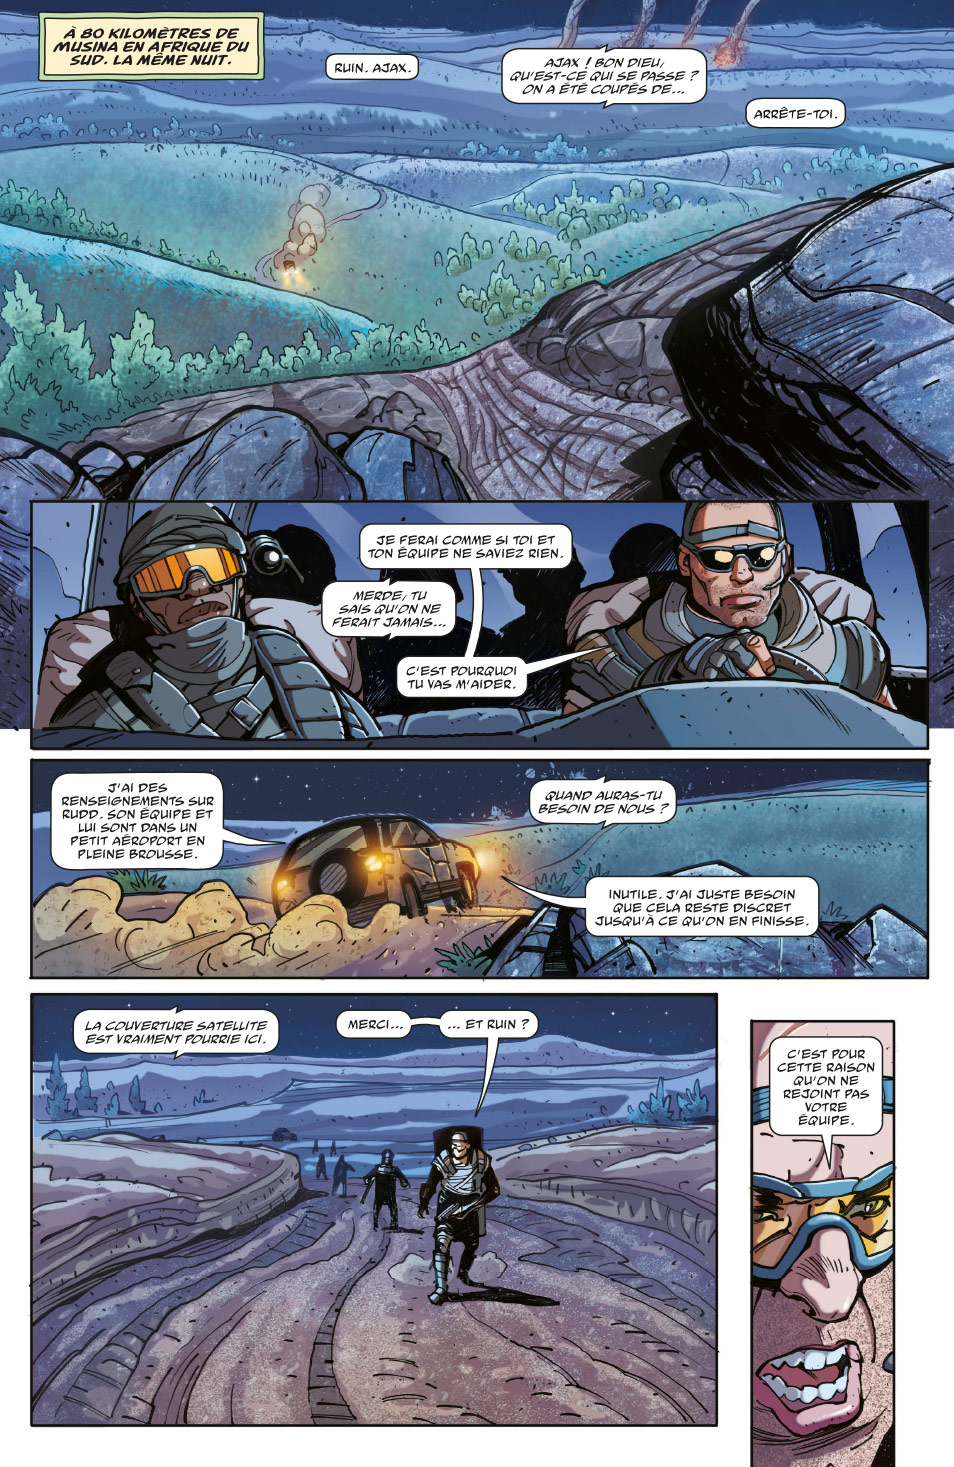 À 80 KILOMÈTRES DE
MUSINA EN AFRIQUE DU
SUD. LA MÊME NUIT.
RUIN. AJAX.
AJAX ! BON DIEU,
QU'EST-CE QUI SE PASSE ?
ON A ÉTÉ COUPÉS DE...
ARRÊTE-TOI.
JE FERAI COMME SI TOI ET
TON ÉQUIPE NE SAVIEZ RIEN.
MERDE, TU
SAIS QU'ON NE
FERAIT JAMAIS...
C'EST POURQUOI
TU VAS M'AIDER.
J'AI DES
RENSEIGNEMENTS SUR
RUDD. SON ÉQUIPE ET
LUI SONT DANS UN
PETIT AÉROPORT EN
PLEINE BROUSSE.
QUAND AURAS-TU
BESOIN DE NOUS ?
INUTILE. J'AI JUSTE BESOIN
QUE CELA RESTE DISCRET
JUSQU'À CE QU'ON EN FINISSE.
LA COUVERTURE SATELLITE
EST VRAIMENT POURRIE ICI.
MERCI...
... ET RUIN ?
C'EST POUR
CETTE RAISON
QU'ON NE
REJOINT PAS
VOTRE
ÉQUIPE.